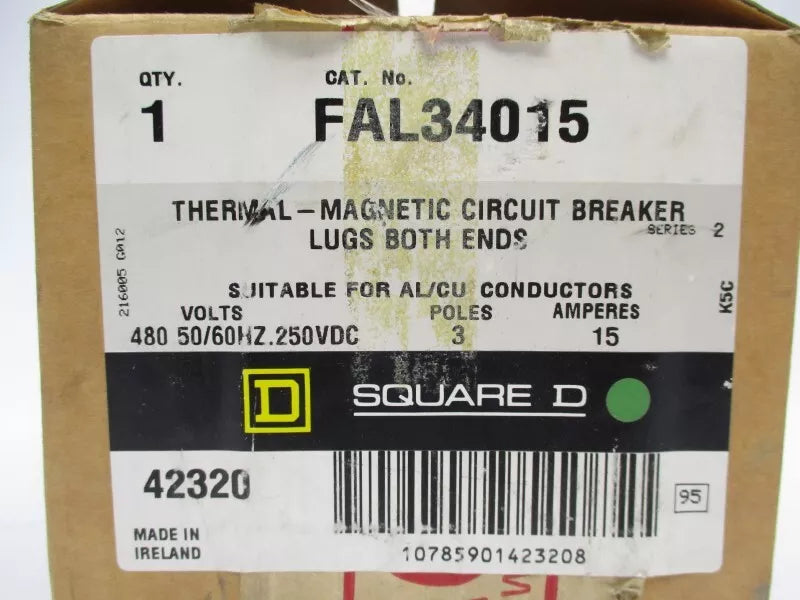 QTY. CAT. No.
1 FAL34015
THERMAL-MAGNETIC CIRCUIT BREAKER
LUGS BOTH ENDS SERIES 2
216005 G012
SUITABLE FOR AL/CU CONDUCTORS
K5C
VOLTS POLES AMPERES
480 50/60HZ.250VDC 3 15
D SQUARE D
42320
95
MADE IN
IRELAND
10785901423208